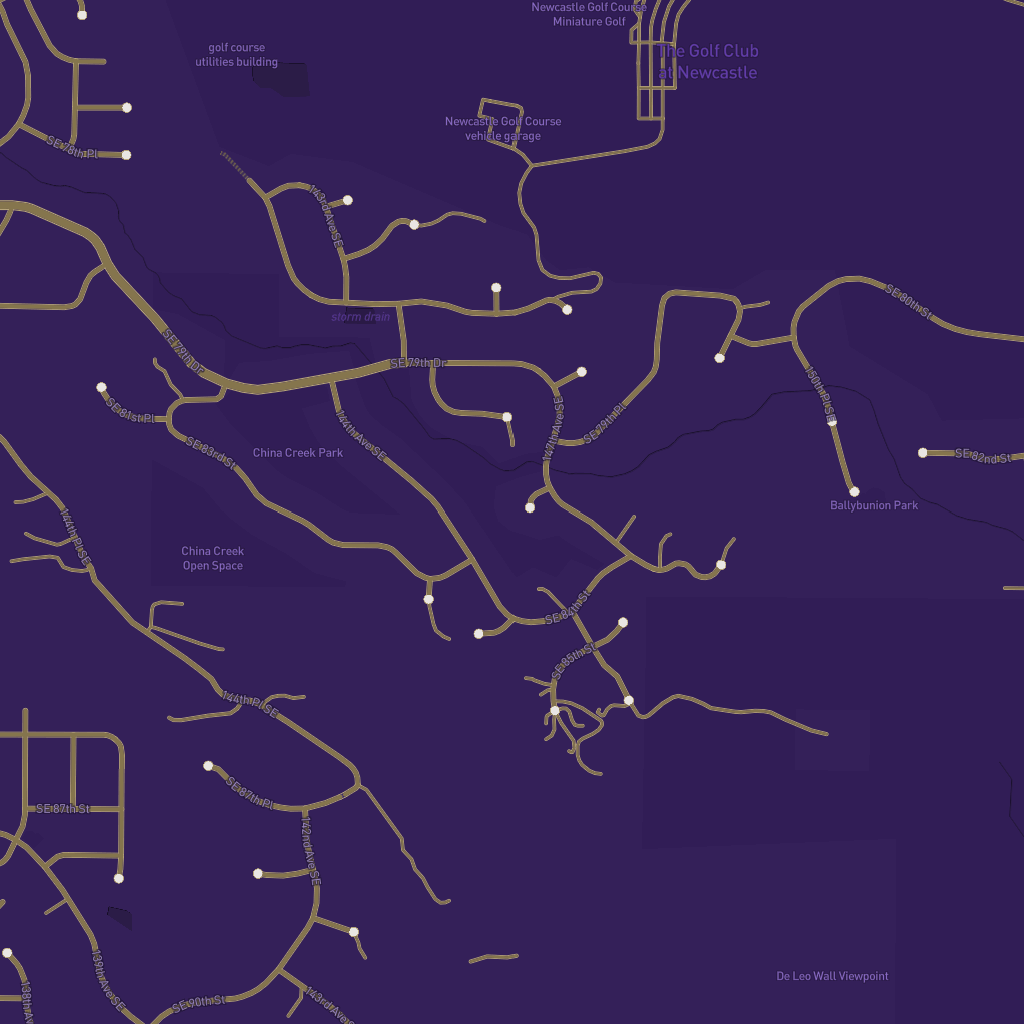 Newcastle Golf Course
Miniature Golf
golf course
utilities building
The Golf Club
at Newcastle
Newcastle Golf Course
vehicle garage
SE 78th Pl
143rd Ave SE
SE 80th St
storm drain
SE 79th Dr
SE 79th Dr
150th Pl SE
SE 81st Pl
144th Ave SE
147th Ave SE
SE 79th Pl
SE 83rd St
China Creek Park
SE 82nd St
Ballybunion Park
144th Pl SE
China Creek
Open Space
SE 84th St
SE 85th St
144th Pl SE
SE 87th Pl
SE 87th St
142nd Ave SE
139th Ave SE
De Leo Wall Viewpoint
138th Av
SE 90th St
143rd Ave SE